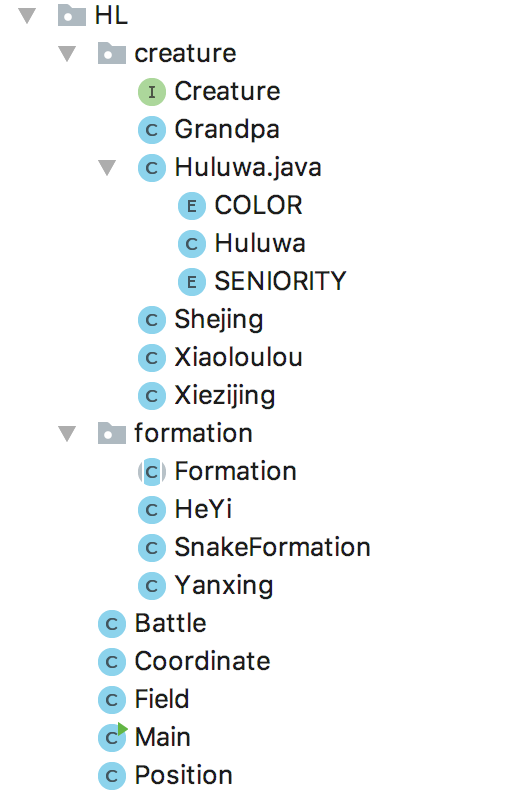 HL
creature
I Creature
C Grandpa
C Huluwa.java
E COLOR
C Huluwa
E SENIORITY
C Shejing
C Xiaoloulou
C Xiezijing
formation
C Formation
C HeYi
C SnakeFormation
C Yanxing
C Battle
C Coordinate
C Field
C Main
C Position